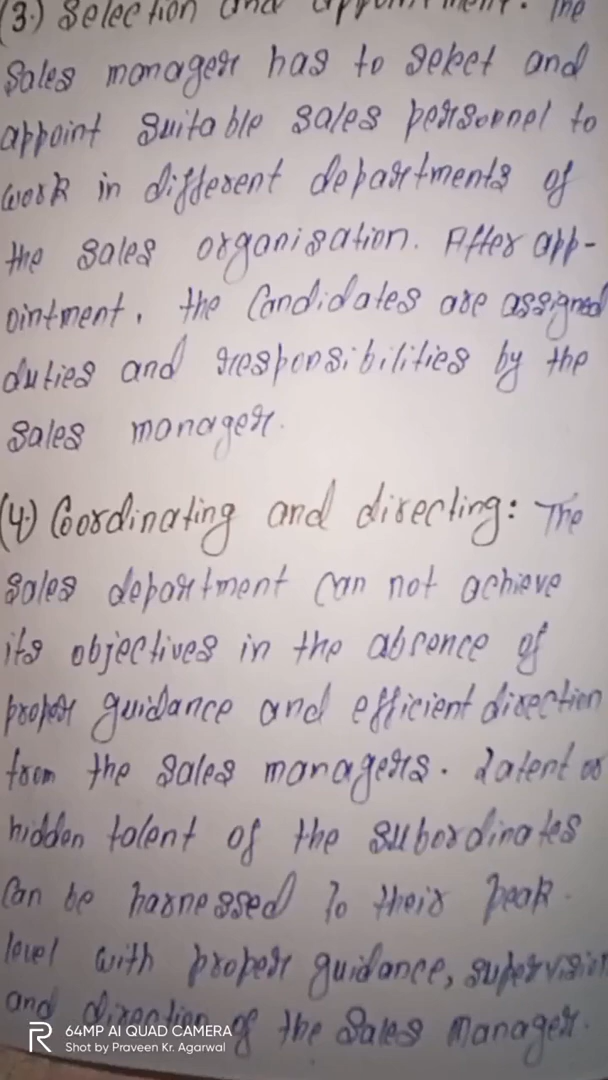 (3.) Selection and appointment. The
Sales manager has to select and
appoint suitable sales personnel to
work in different departments of
the sales organisation. After app-
ointment, the Candidates are assigned
duties and responsibilities by the
sales manager.
(4.) Coordinating and directing: The
sales department can not achieve
its objectives in the absence of
proper guidance and efficient direction
from the sales managers. Latent or
hidden talent of the subordinates
Can be harnessed To their peak
level with proper guidance, supervision
and direction of the Sales Manager.
64MP AI QUAD CAMERA
Shot by Praveen Kr. Agarwal